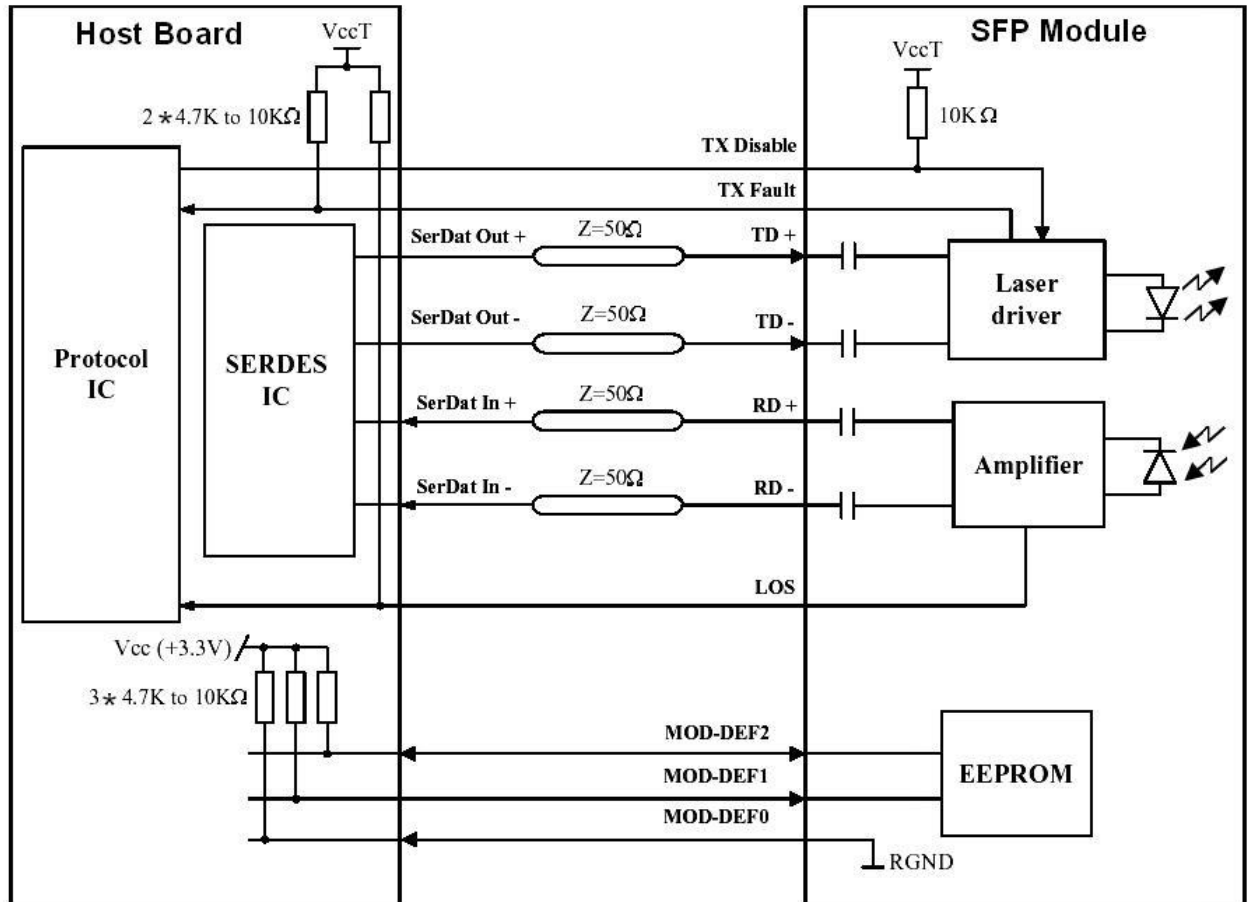 Host Board
SFP Module
VccT
VccT
2 * 4.7K to 10KΩ
10K Ω
TX Disable
TX Fault
SerDat Out +
Z=50Ω
TD +
Laser
driver
SerDat Out -
Z=50Ω
TD -
Protocol
IC
SERDES
IC
SerDat In +
Z=50Ω
RD +
Amplifier
SerDat In -
Z=50Ω
RD -
LOS
Vcc (+3.3V)
3 * 4.7K to 10KΩ
MOD-DEF2
EEPROM
MOD-DEF1
MOD-DEF0
RGND